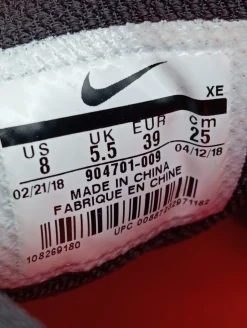 XE
US UK EUR cm
8 5.5 39 25
02/21/18 904701-009 04/12/18
MADE IN CHINA
FABRIQUE EN CHINE
108269180